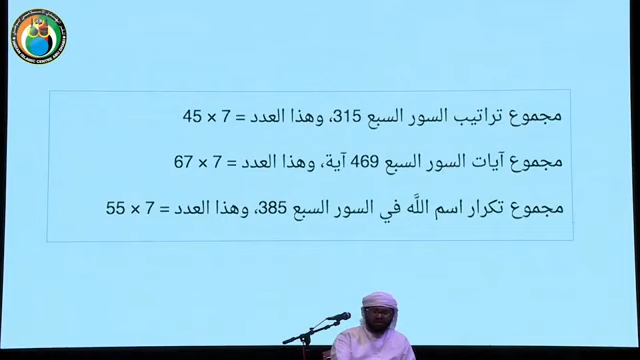 مجموع تراتيب السور السبع 315، وهذا العدد = 7 × 45
مجموع آيات السور السبع 469 آية، وهذا العدد = 7 × 67
مجموع تكرار اسم اللَّه في السور السبع 385، وهذا العدد = 7 × 55